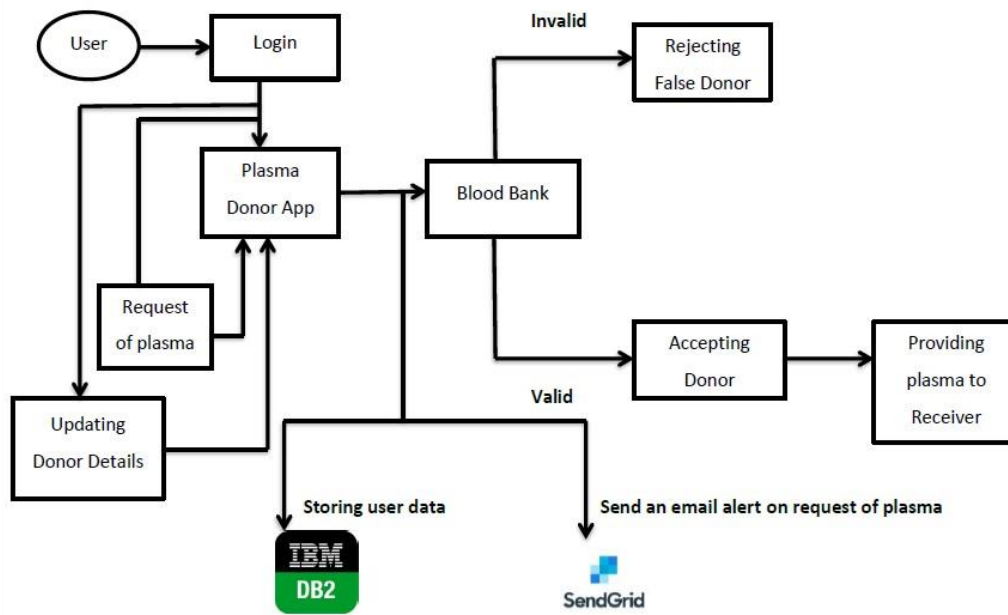 User
Login
Invalid
Rejecting
False Donor
Plasma
Donor App
Blood Bank
Request
of plasma
Accepting
Donor
Providing
plasma to
Receiver
Valid
Updating
Donor Details
Storing user data
Send an email alert on request of plasma
IBM
DB2
SendGrid